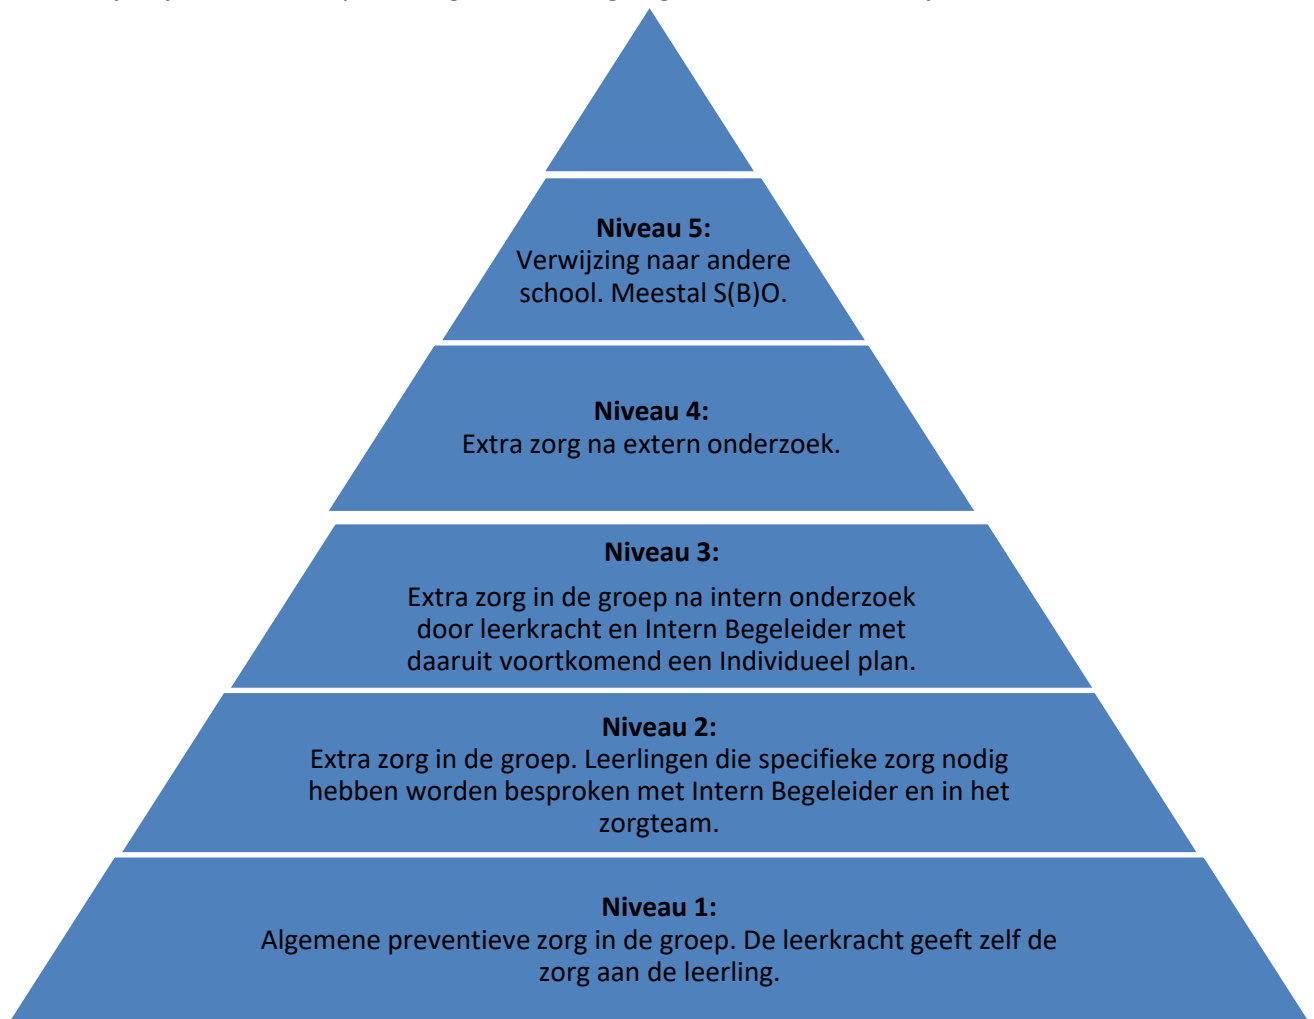 Niveau 5:
Verwijzing naar andere
school. Meestal S(B)O.
Niveau 4:
Extra zorg na extern onderzoek.
Niveau 3:
Extra zorg in de groep na intern onderzoek
door leerkracht en Intern Begeleider met
daaruit voortkomend een Individueel plan.
Niveau 2:
Extra zorg in de groep. Leerlingen die specifieke zorg nodig
hebben worden besproken met Intern Begeleider en in het
zorgteam.
Niveau 1:
Algemene preventieve zorg in de groep. De leerkracht geeft zelf de
zorg aan de leerling.